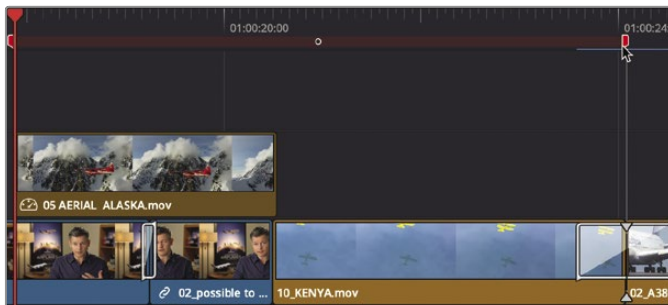 01:00:20:00
01:00:24
05 AERIAL ALASKA.mov
02_possible to ...
10_KENYA.mov
02_A38